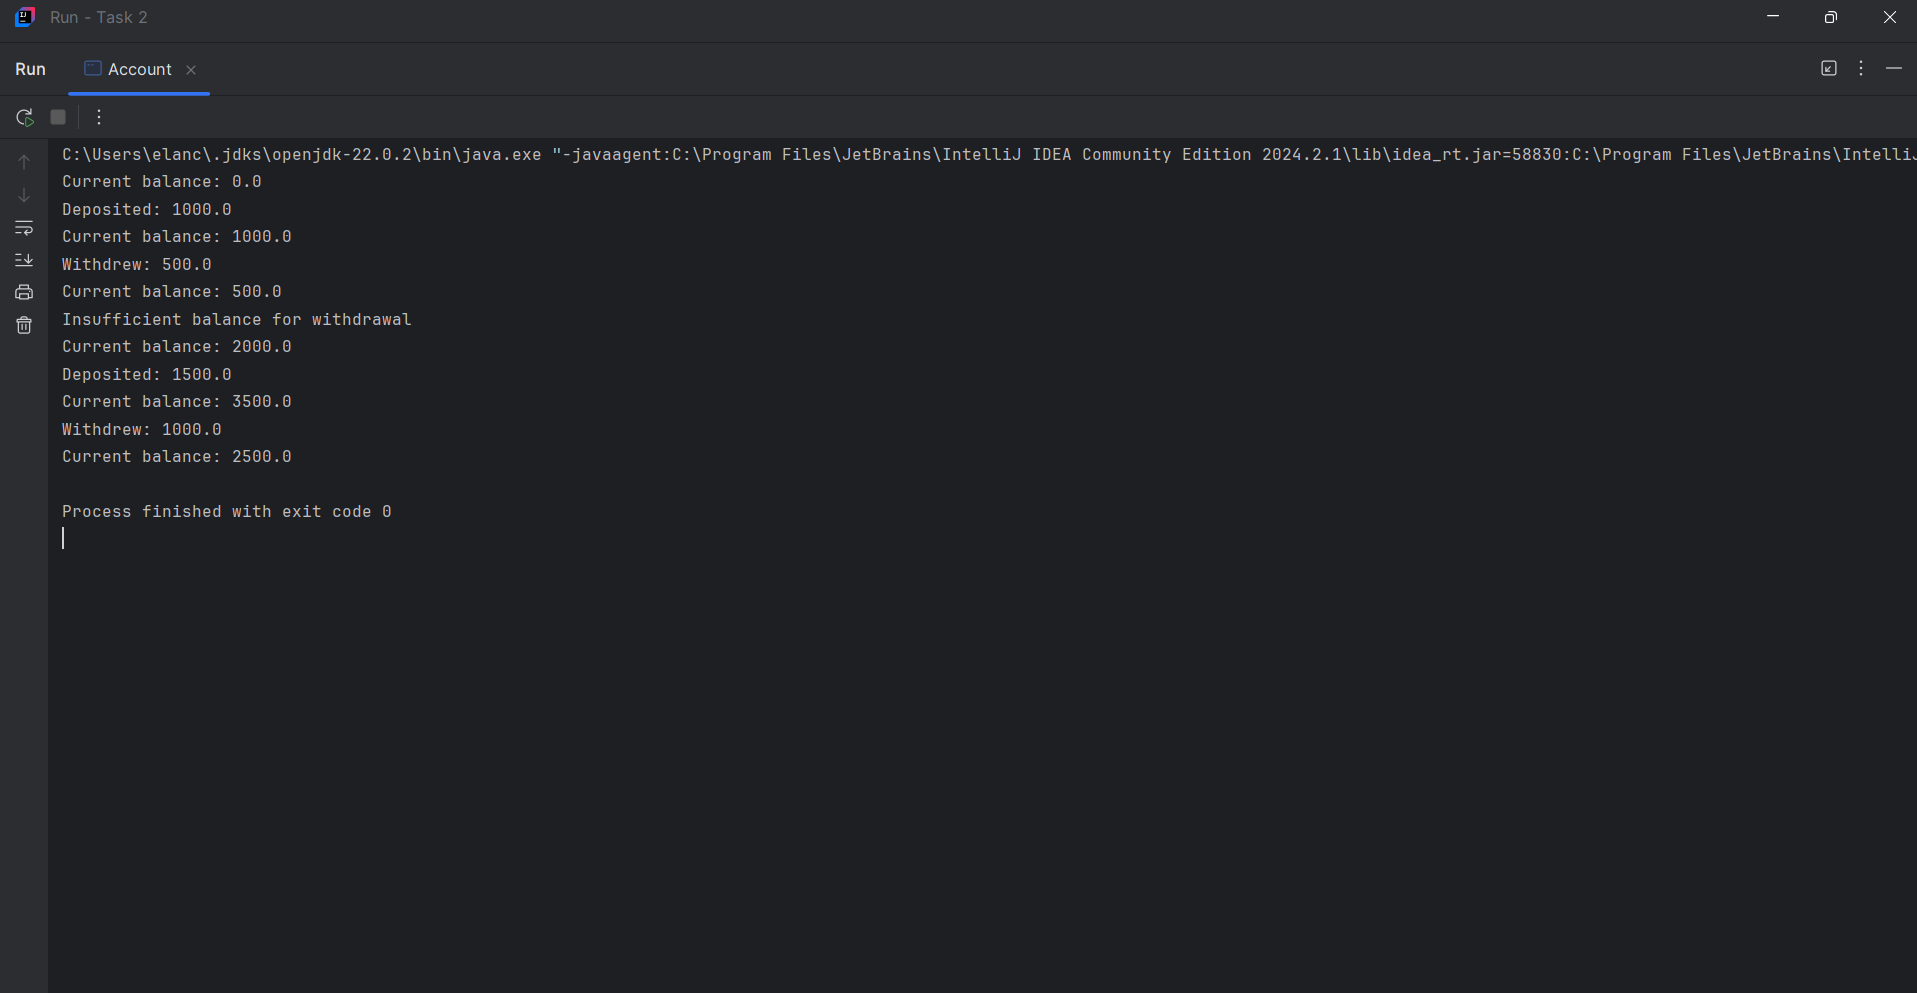 Run - Task 2
Run Account
C:\Users\elanc\.jdks\openjdk-22.0.2\bin\java.exe "-javaagent:C:\Program Files\JetBrains\IntelliJ IDEA Community Edition 2024.2.1\lib\idea_rt.jar=58830:C:\Program Files\JetBrains\IntelliJ
Current balance: 0.0
Deposited: 1000.0
Current balance: 1000.0
Withdrew: 500.0
Current balance: 500.0
Insufficient balance for withdrawal
Current balance: 2000.0
Deposited: 1500.0
Current balance: 3500.0
Withdrew: 1000.0
Current balance: 2500.0
Process finished with exit code 0